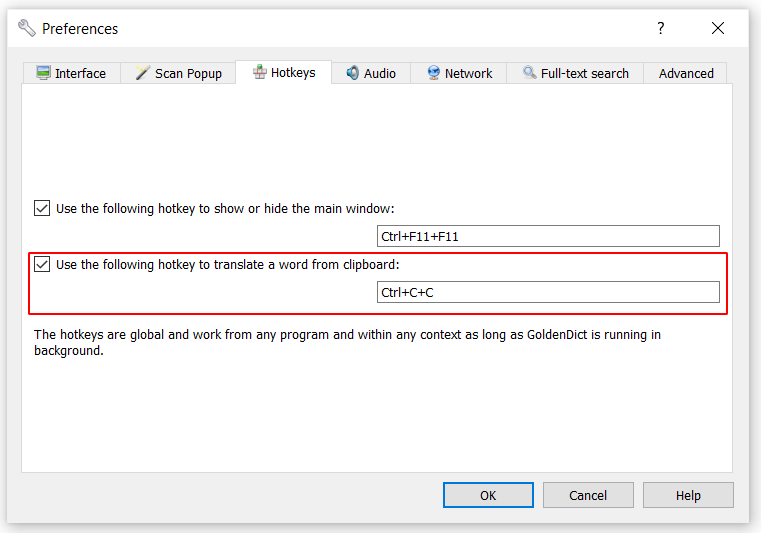 Preferences
?
Interface
Scan Popup
Hotkeys
Audio
Network
Full-text search
Advanced
Use the following hotkey to show or hide the main window:
Ctrl+F11+F11
Use the following hotkey to translate a word from clipboard:
Ctrl+C+C
The hotkeys are global and work from any program and within any context as long as GoldenDict is running in
background.
OK
Cancel
Help